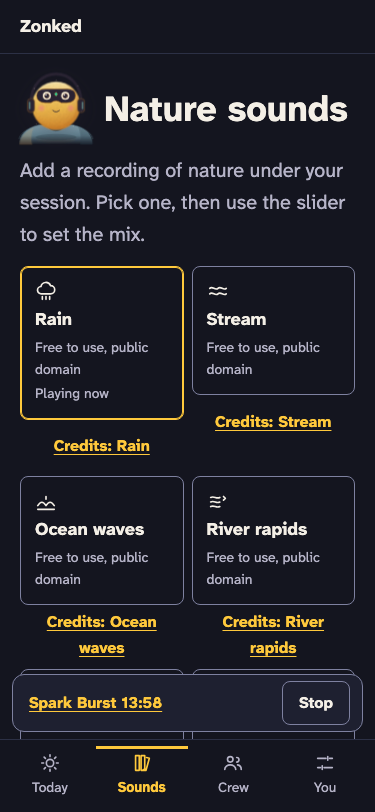 Zonked
Nature sounds
Add a recording of nature under your
session. Pick one, then use the slider
to set the mix.
Rain
Free to use, public
domain
Playing now
Credits: Rain
Stream
Free to use, public
domain
Credits: Stream
Ocean waves
Free to use, public
domain
Credits: Ocean
waves
River rapids
Free to use, public
domain
Credits: River
rapids
Spark Burst 13:58
Stop
Today
Sounds
Crew
You